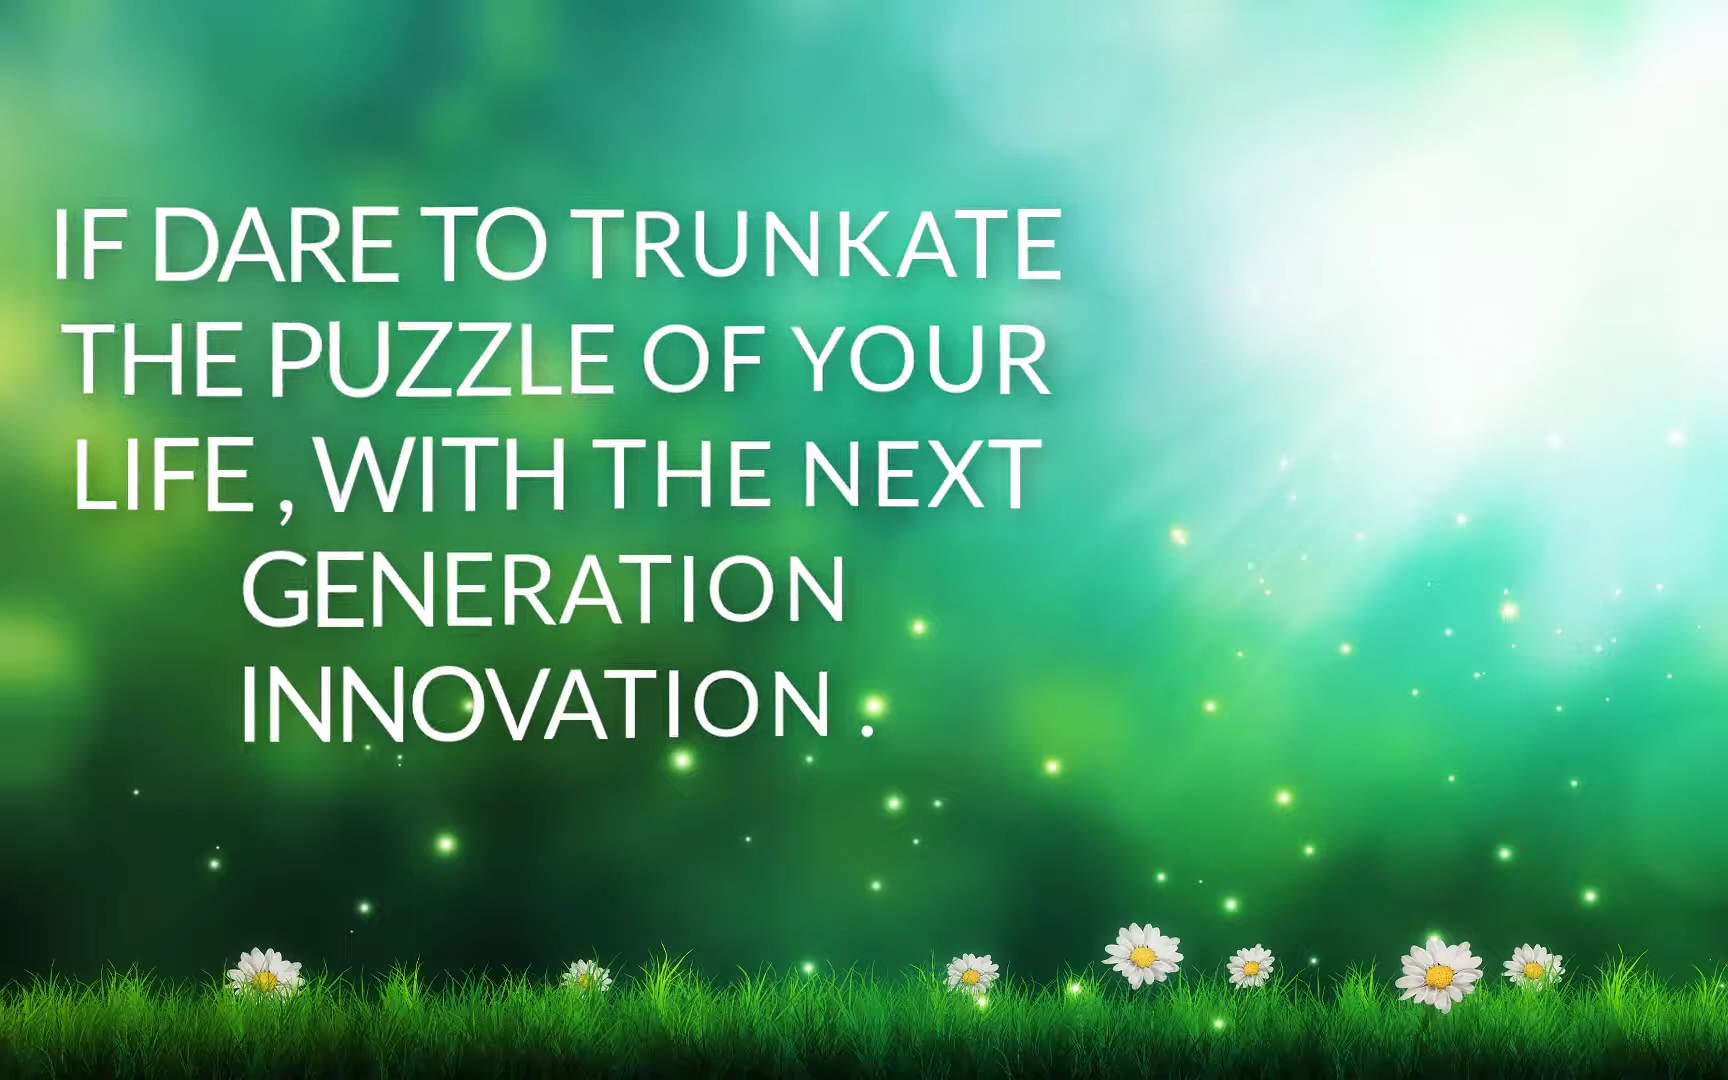 IF DARE TO TRUNKATE
THE PUZZLE OF YOUR
LIFE , WITH THE NEXT
GENERATION
INNOVATION .